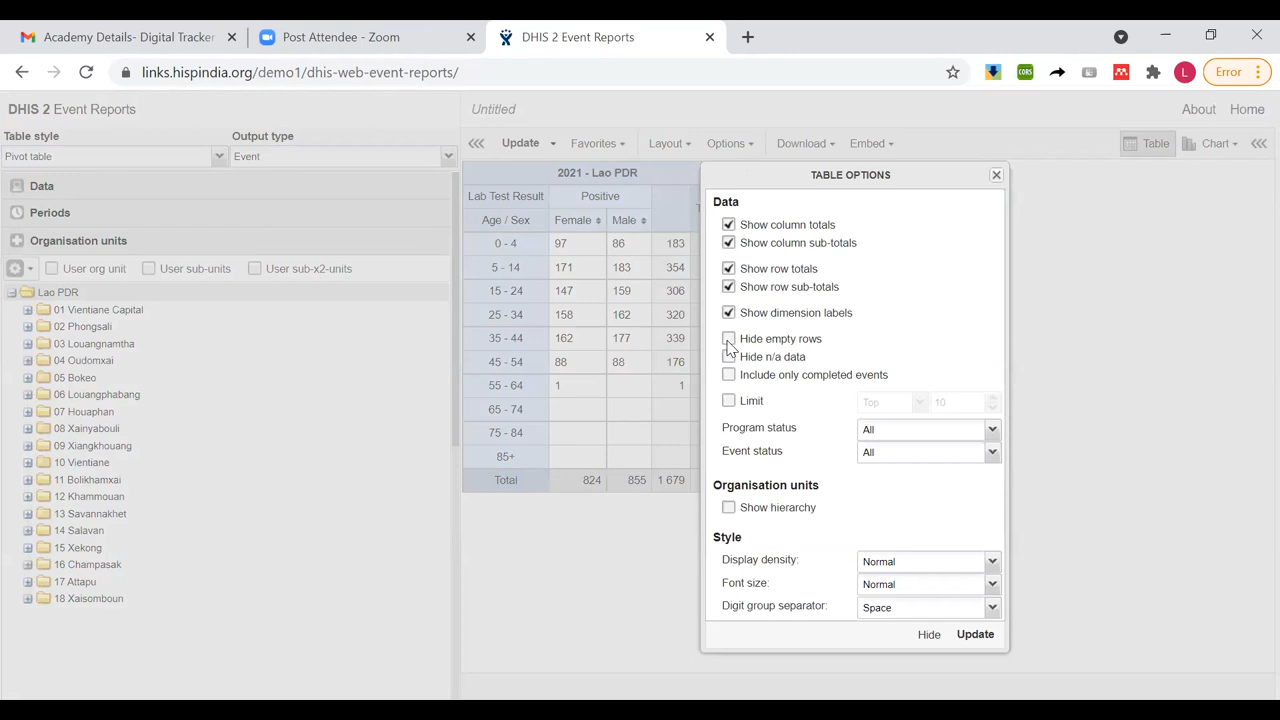 Academy Details- Digital Tracker
Post Attendee - Zoom
DHIS 2 Event Reports
links.hispindia.org/demo1/dhis-web-event-reports/
CORS
L
Error
DHIS 2 Event Reports
Untitled
About
Home
Table style
Output type
Pivot table
Event
Update
Favorites
Layout
Options
Download
Embed
Table
Chart
Data
Periods
Organisation units
User org unit
User sub-units
User sub-x2-units
Lao PDR
01 Vientiane Capital
02 Phongsali
03 Louangnamtha
04 Oudomxai
05 Bokeo
06 Louangphabang
07 Houaphan
08 Xainyabouli
09 Xiangkhouang
10 Vientiane
11 Bolikhamxai
12 Khammouan
13 Savannakhet
14 Salavan
15 Xekong
16 Champasak
17 Attapu
18 Xaisomboun
2021 - Lao PDR
Lab Test Result Positive
Age / Sex Female Male
0 - 4 97 86 183
5 - 14 171 183 354
15 - 24 147 159 306
25 - 34 158 162 320
35 - 44 162 177 339
45 - 54 88 88 176
55 - 64 1 1
65 - 74
75 - 84
85+
Total 824 855 1 679
TABLE OPTIONS
Data
Show column totals
Show column sub-totals
Show row totals
Show row sub-totals
Show dimension labels
Hide empty rows
Hide n/a data
Include only completed events
Limit Top 10
Program status All
Event status All
Organisation units
Show hierarchy
Style
Display density: Normal
Font size: Normal
Digit group separator: Space
Hide Update